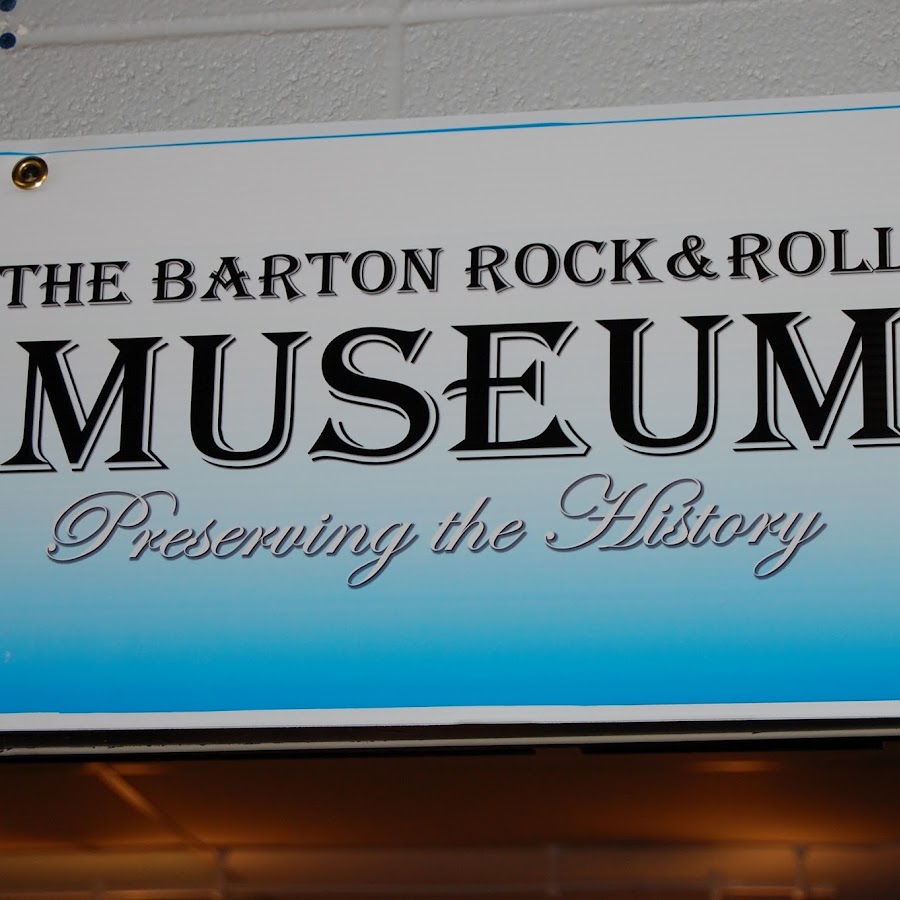 THE BARTON ROCK&ROLL
MUSEUM
Preserving the History